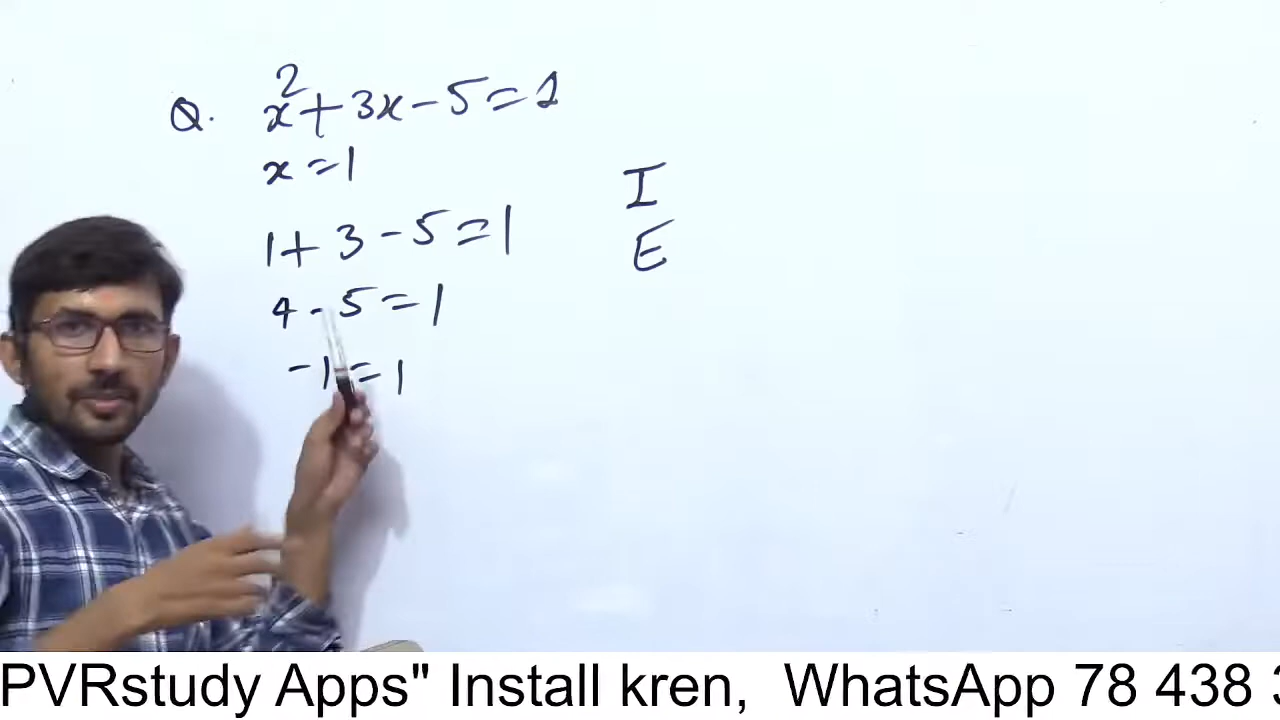 Q. x² + 3x - 5 = 1
x = 1
1 + 3 - 5 = 1
4 - 5 = 1
-1 = 1
I
E
PVRstudy Apps" Install kren, WhatsApp 78 438